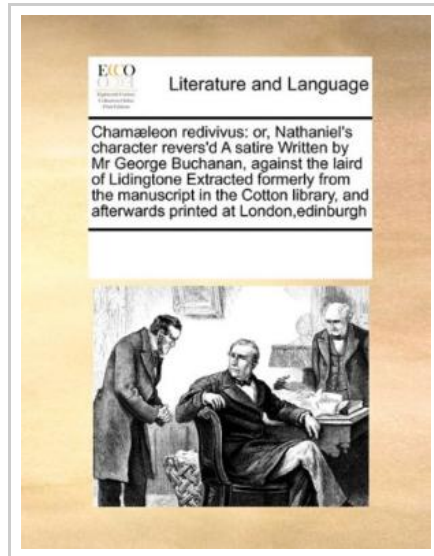 ECCO
Literature and Language
Chamæleon redivivus: or, Nathaniel's
character revers'd A satire Written by
Mr George Buchanan, against the laird
of Lidingtone Extracted formerly from
the manuscript in the Cotton library, and
afterwards printed at London,edinburgh